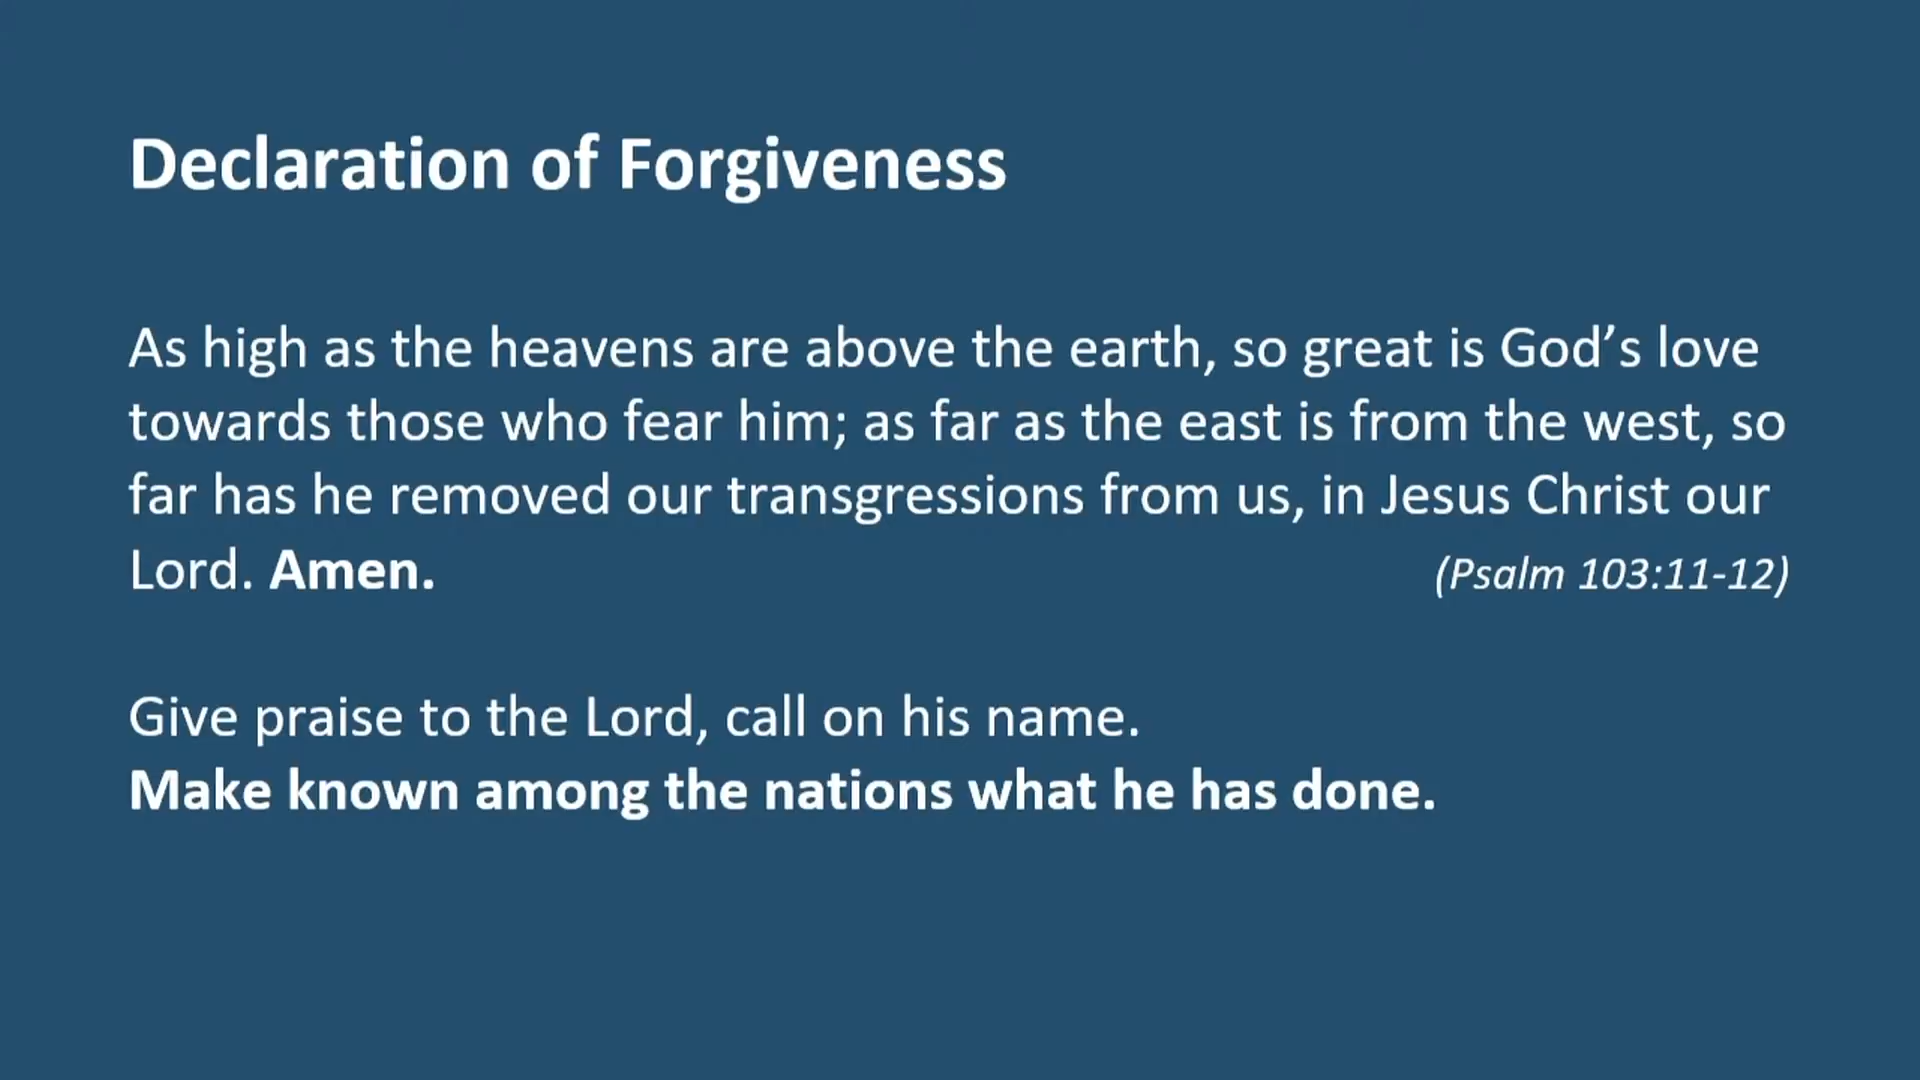 Declaration of Forgiveness
As high as the heavens are above the earth, so great is God’s love
towards those who fear him; as far as the east is from the west, so
far has he removed our transgressions from us, in Jesus Christ our
Lord. Amen. (Psalm 103:11-12)
Give praise to the Lord, call on his name.
Make known among the nations what he has done.